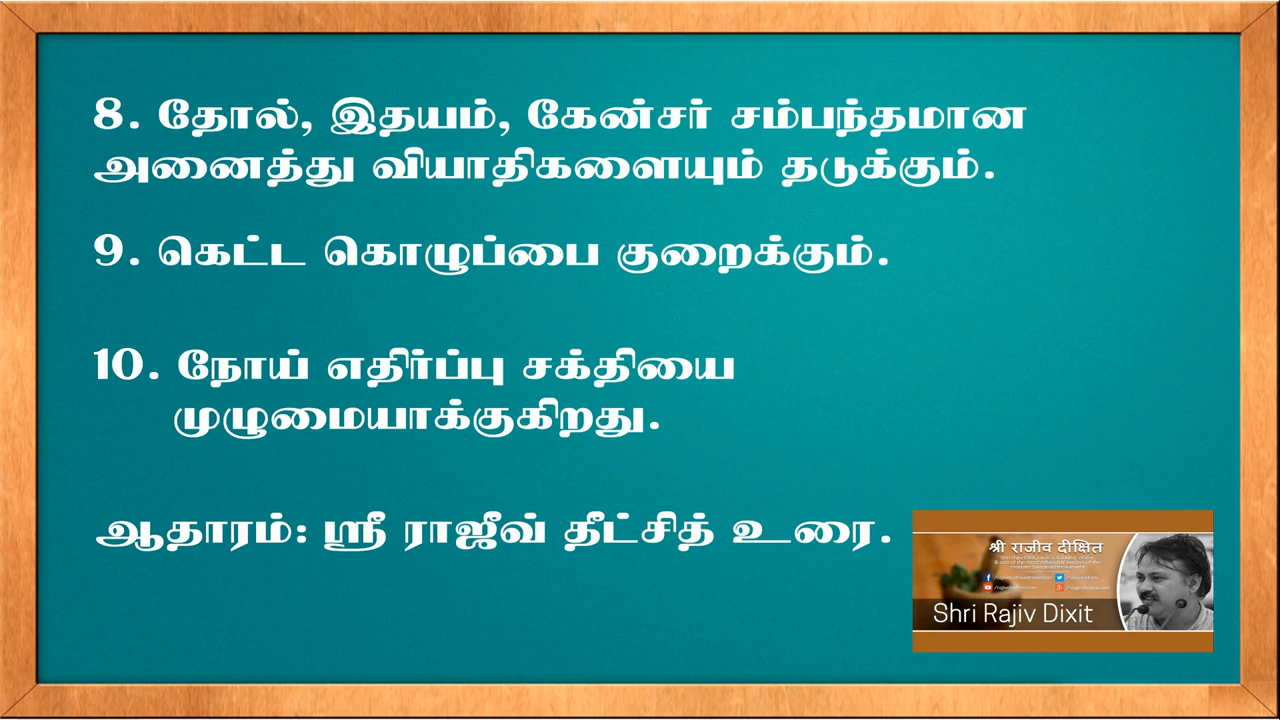 8. தோல், இதயம், கேன்சர் சம்பந்தமான
அனைத்து வியாதிகளையும் தடுக்கும்.
9. கெட்ட கொழுப்பை குறைக்கும்.
10. நோய் எதிர்ப்பு சக்தியை
முழுமையாக்குகிறது.
ஆதாரம்: ஸ்ரீ ராஜீவ் தீட்சித் உரை.
श्री राजीव दीक्षित
Shri Rajiv Dixit